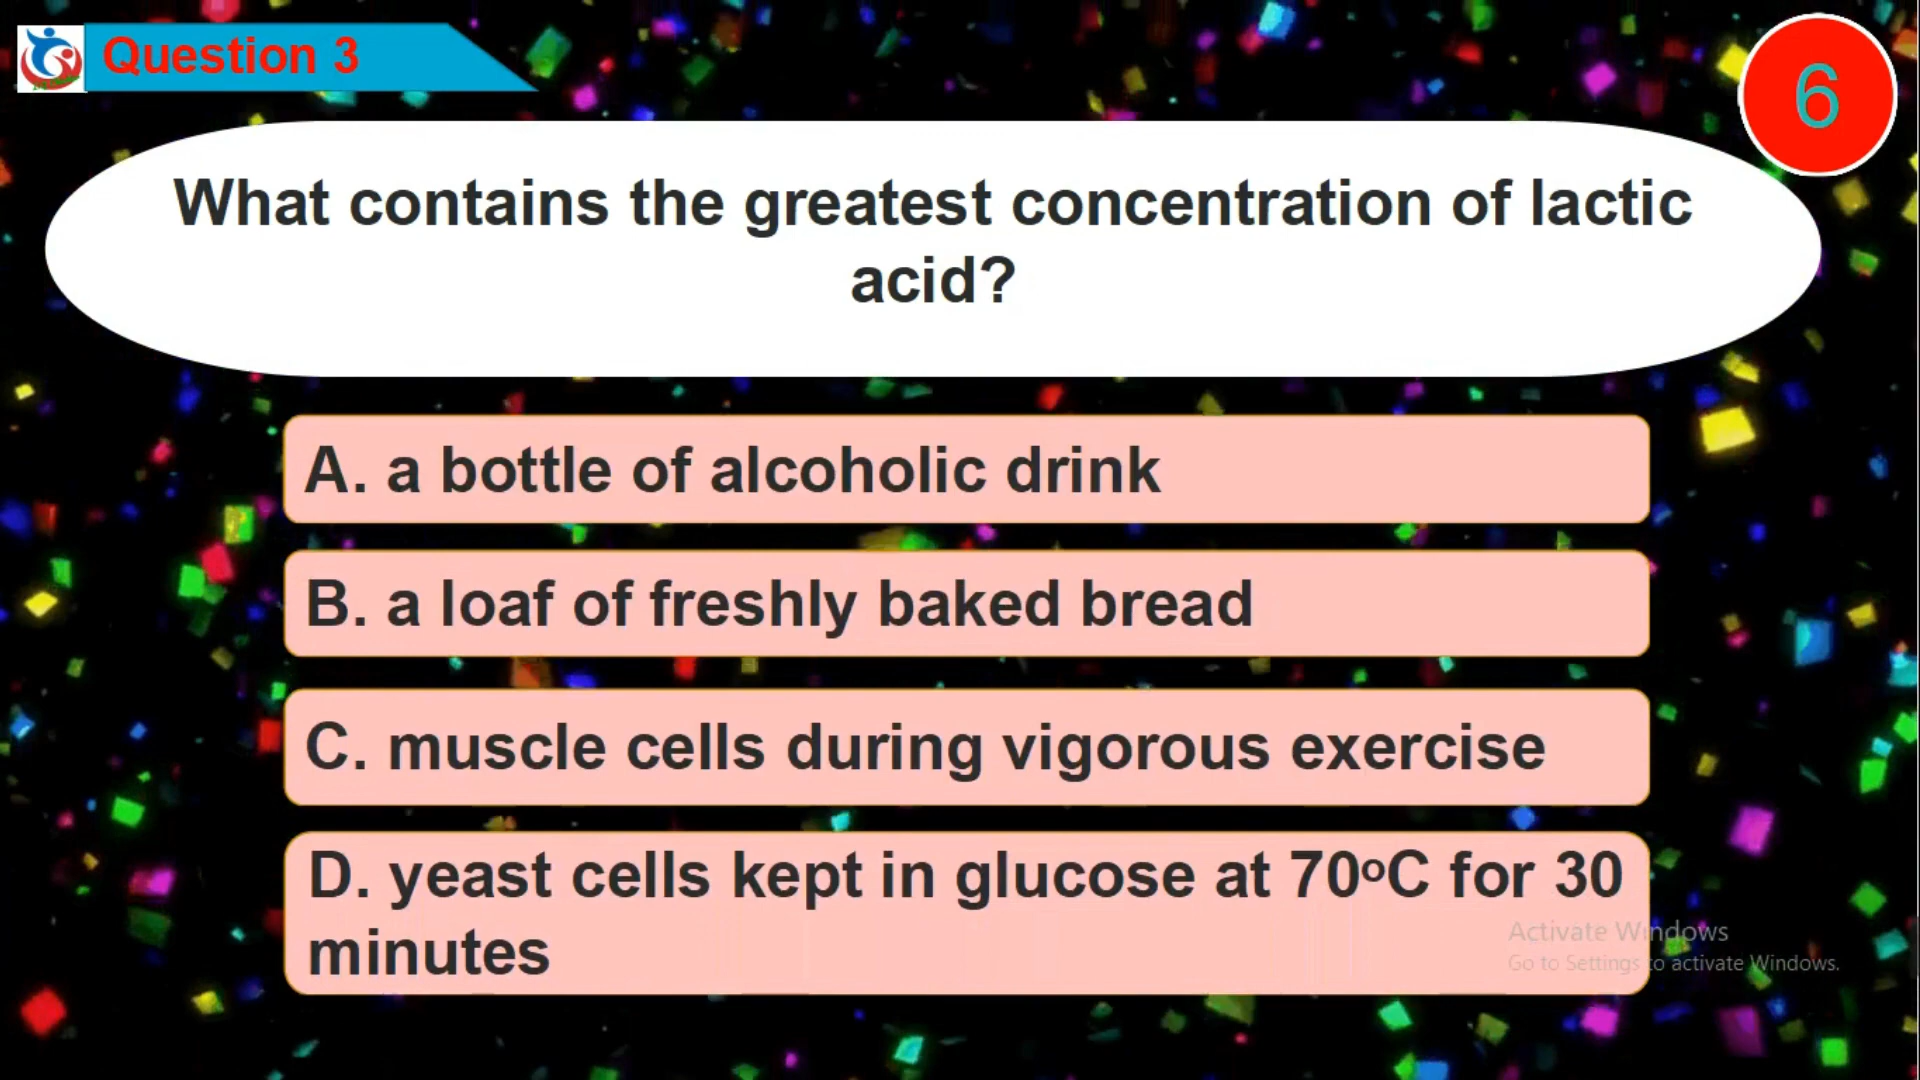 Question 3
6
What contains the greatest concentration of lactic
acid?
A. a bottle of alcoholic drink
B. a loaf of freshly baked bread
C. muscle cells during vigorous exercise
D. yeast cells kept in glucose at 70ºC for 30
minutes
Activate Windows
Go to Settings to activate Windows.